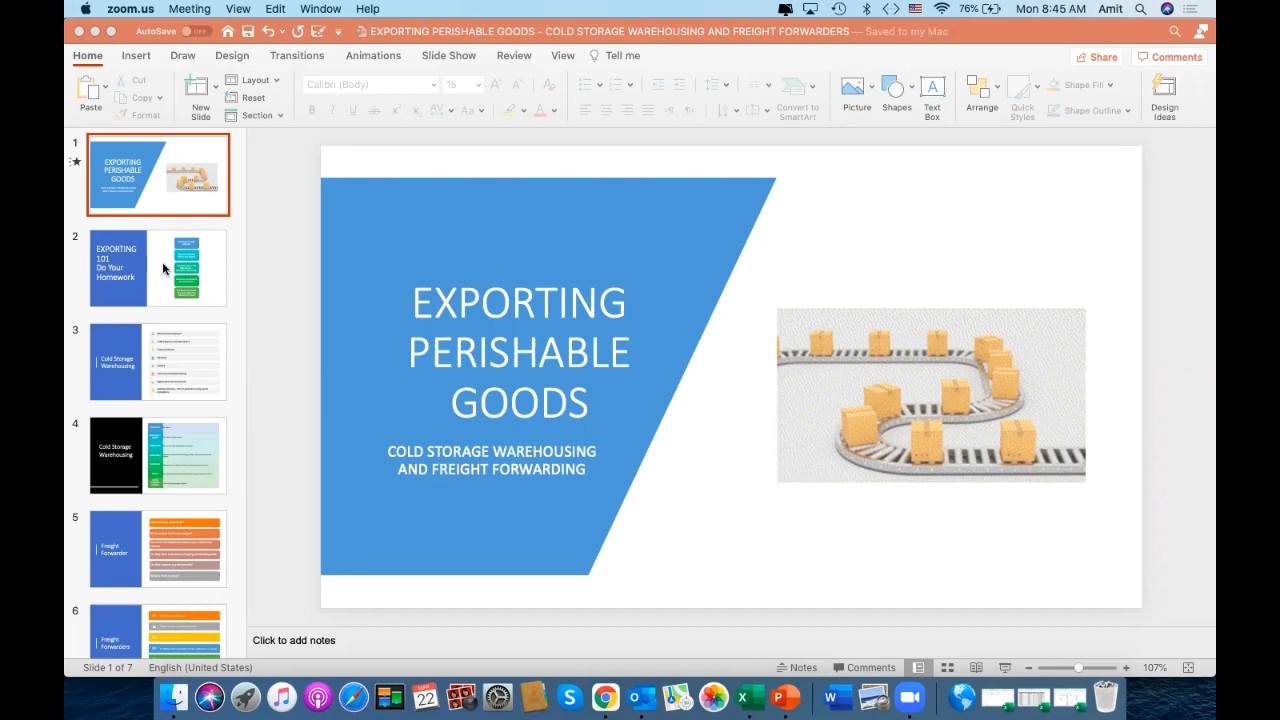 zoom.us Meeting View Edit Window Help 76% Mon 8:45 AM Amit
AutoSave OFF EXPORTING PERISHABLE GOODS - COLD STORAGE WAREHOUSING AND FREIGHT FORWARDERS — Saved to my Mac
Home Insert Draw Design Slide Show Transitions Animations Review View Tell me Share Comments
Paste Cut Copy Format
New Slide Layout Reset Section
Calibri (Body) 15
B I U
Convert to SmartArt
Picture Shapes Text Box
Arrange Quick Styles Shape Fill Shape Outline
Design Ideas
1
EXPORTING
PERISHABLE
GOODS
2
EXPORTING
101
Do Your
Homework
3
Cold Storage
Warehousing
4
Cold Storage
Warehousing
5
Freight
Forwarder
6
Freight
Forwarders
EXPORTING
PERISHABLE
GOODS
COLD STORAGE WAREHOUSING
AND FREIGHT FORWARDING
Click to add notes
Slide 1 of 7 English (United States) Notes Comments 107%
22